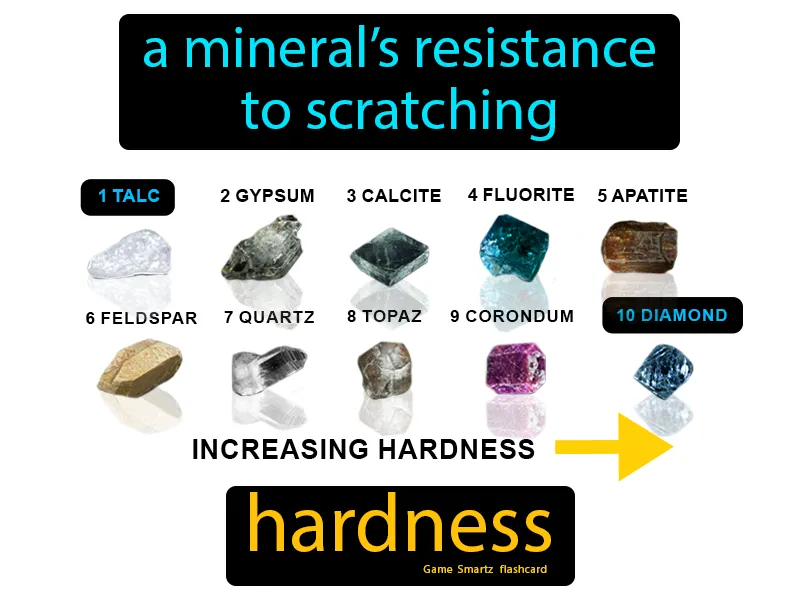 a mineral’s resistance
to scratching
1 TALC
2 GYPSUM
3 CALCITE
4 FLUORITE
5 APATITE
6 FELDSPAR
7 QUARTZ
8 TOPAZ
9 CORONDUM
10 DIAMOND
INCREASING HARDNESS
hardness
Game Smartz flashcard